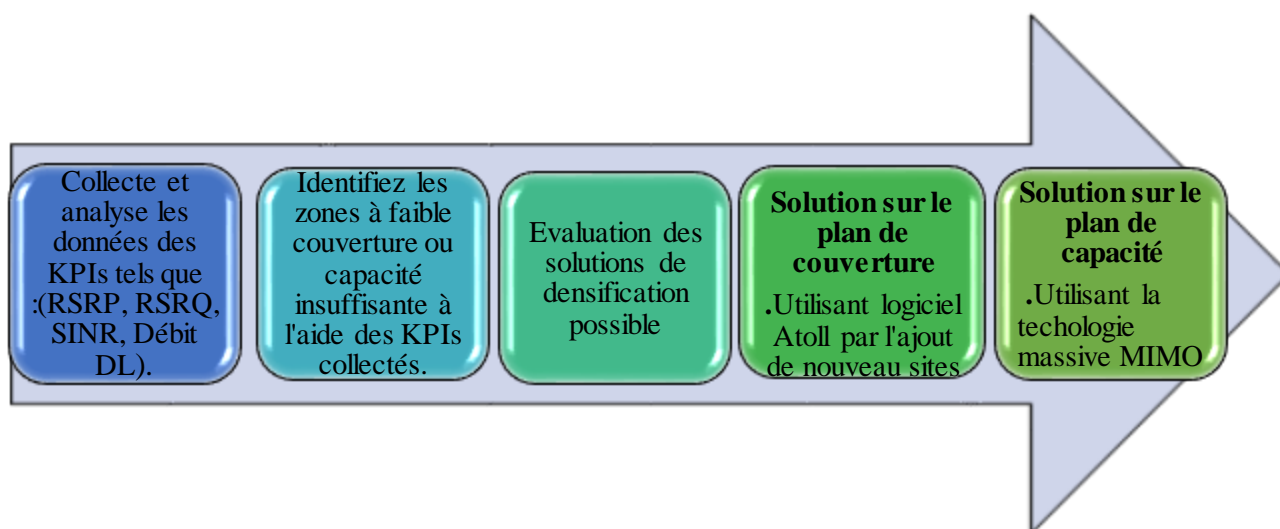 Collecte et
analyse les
données des
KPIs tels que
:(RSRP, RSRQ,
SINR, Débit
DL).
Identifiez les
zones à faible
couverture ou
capacité
insuffisante à
l'aide des KPIs
collectés.
Evaluation des
solutions de
densification
possible
Solution sur le
plan de
couverture
.Utilisant logiciel
Atoll par l'ajout
de nouveau sites
Solution sur le
plan de
capacité
.Utilisant la
techologie
massive MIMO